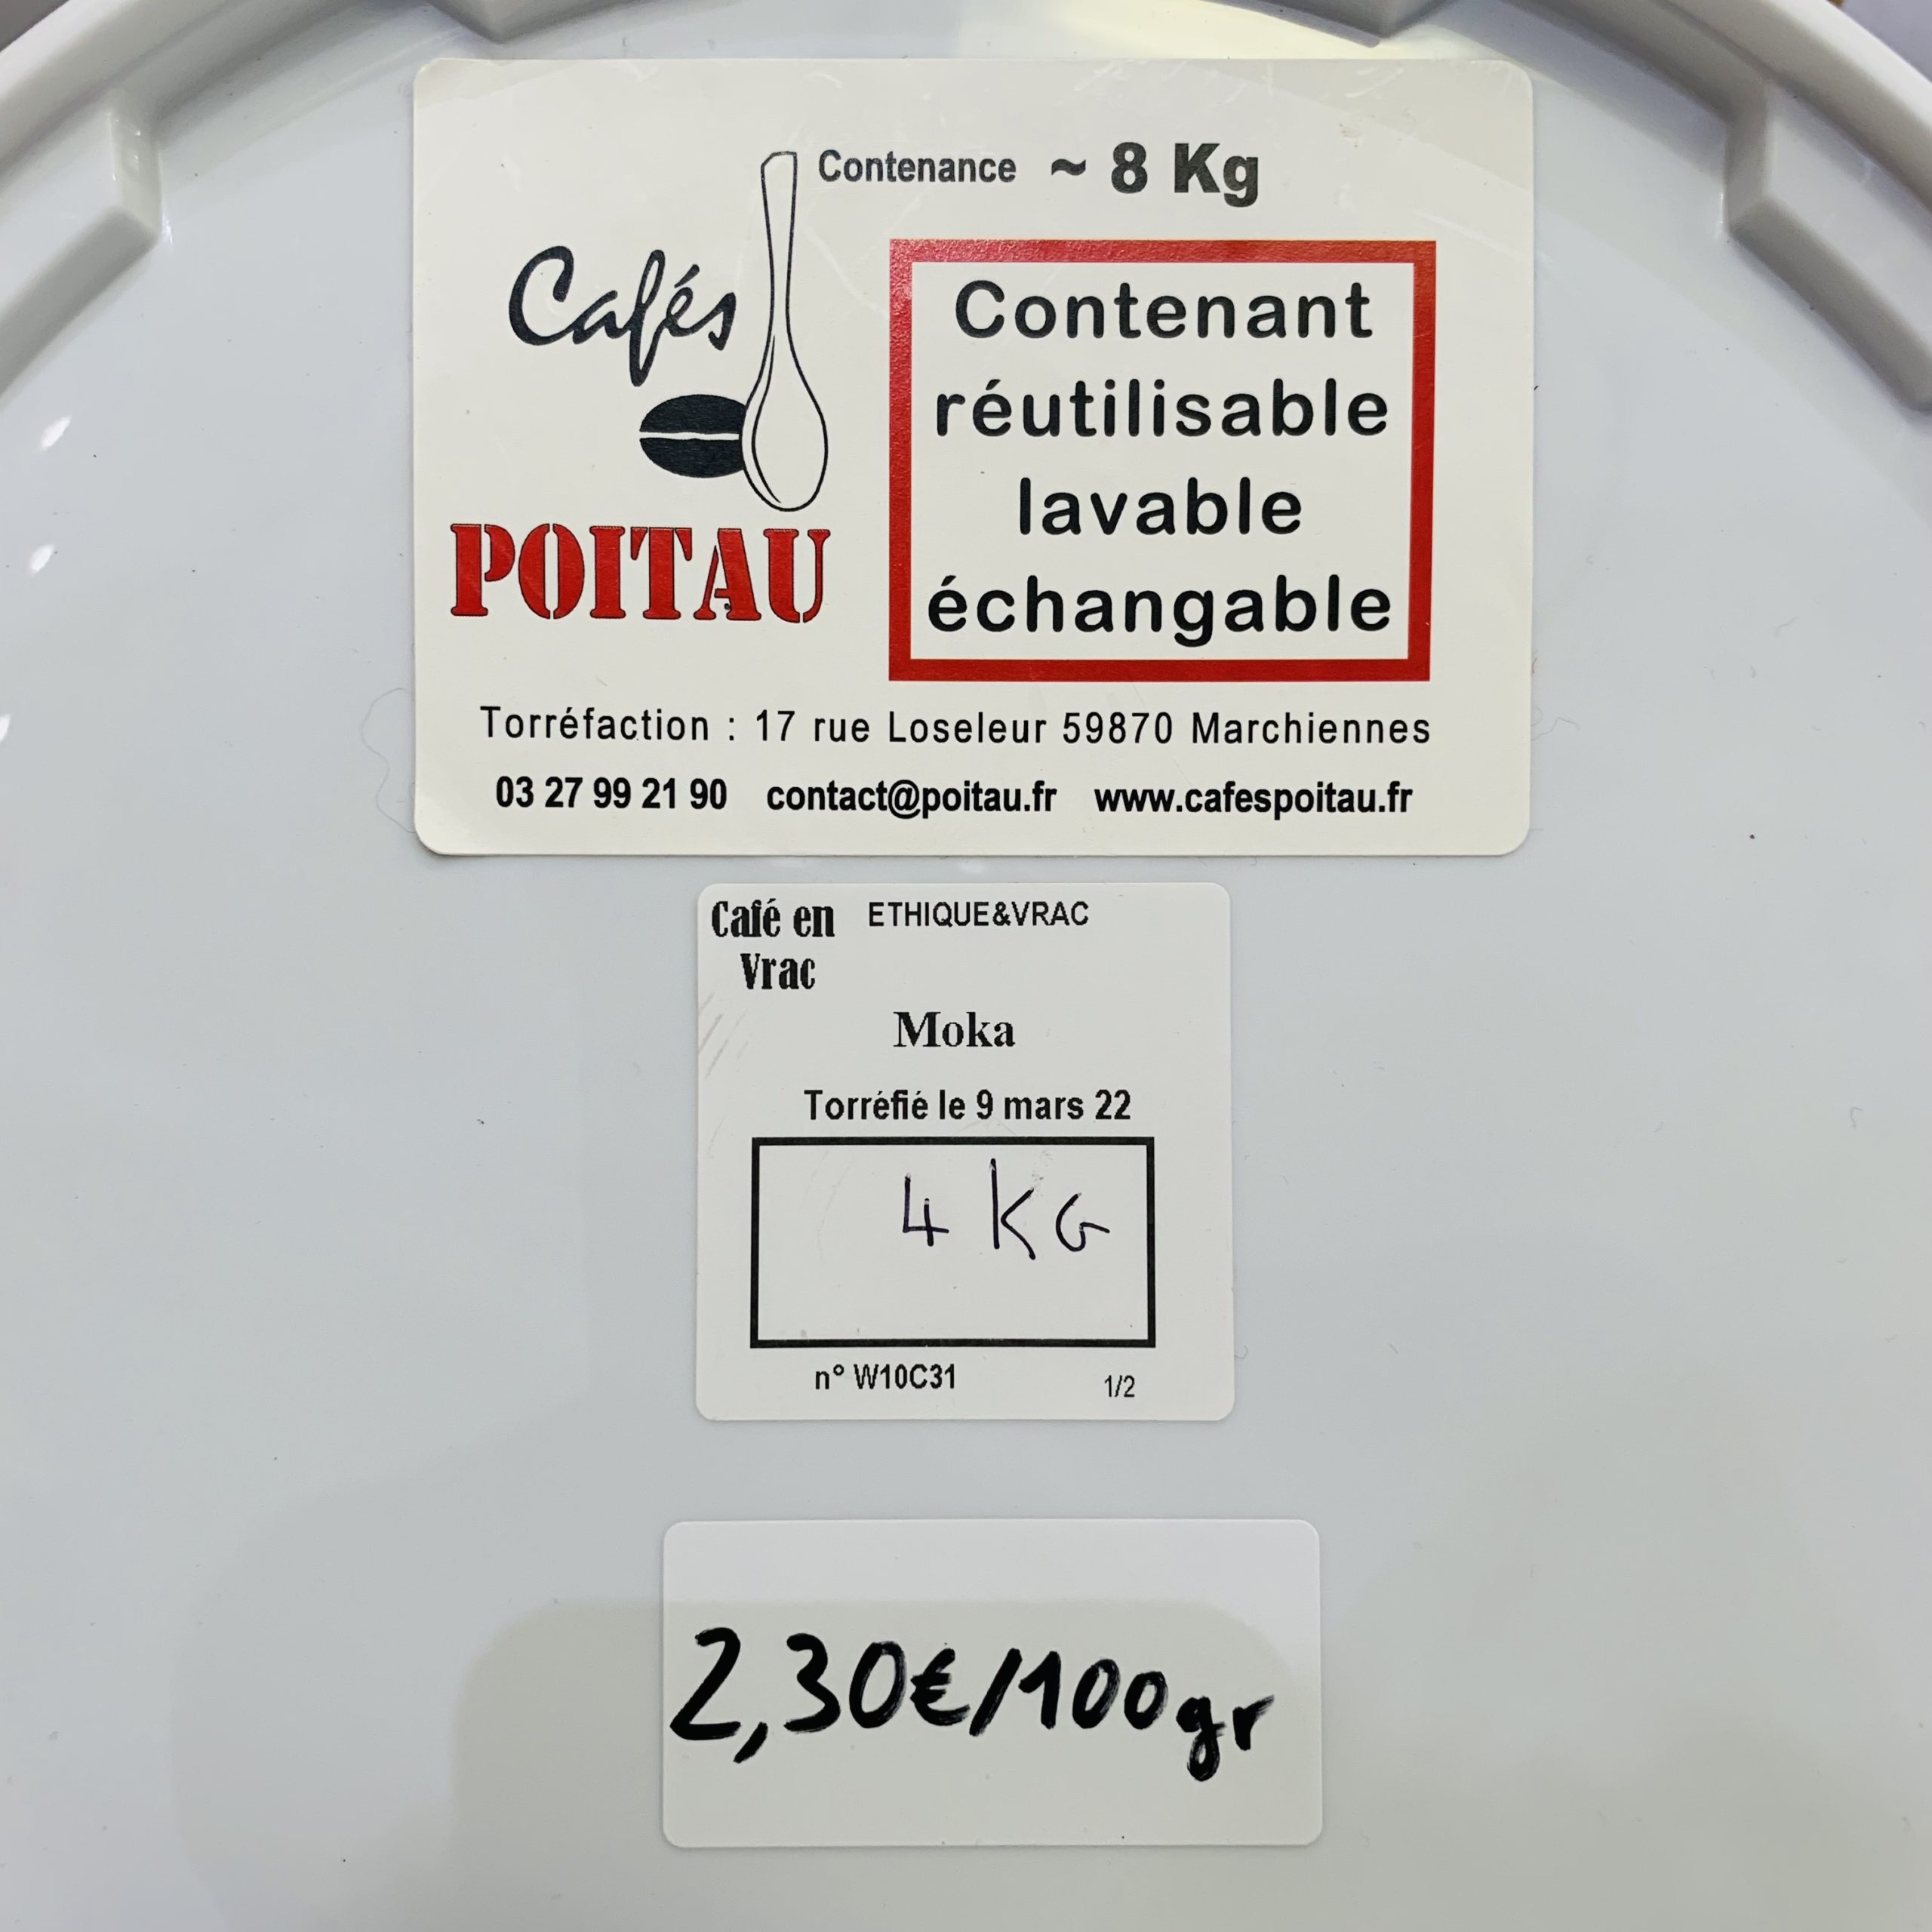 Contenance ~ 8 Kg
Cafés
POITAU
Contenant
réutilisable
lavable
échangable
Torréfaction : 17 rue Loseleur 59870 Marchiennes
03 27 99 21 90 contact@poitau.fr www.cafespoitau.fr
Café en
Vrac
ETHIQUE&VRAC
Moka
Torréfié le 9 mars 22
4 KG
n° W10C31 1/2
2,30€/100gr